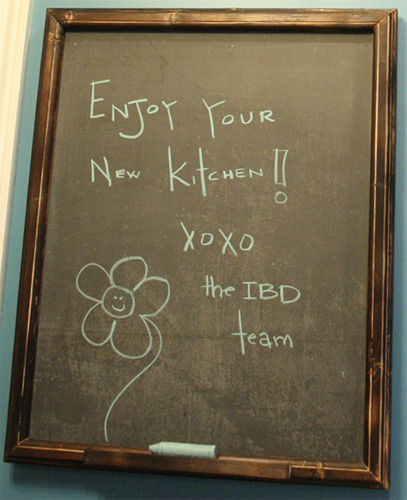 Enjoy Your
New Kitchen!
XOXO
the IBD
team